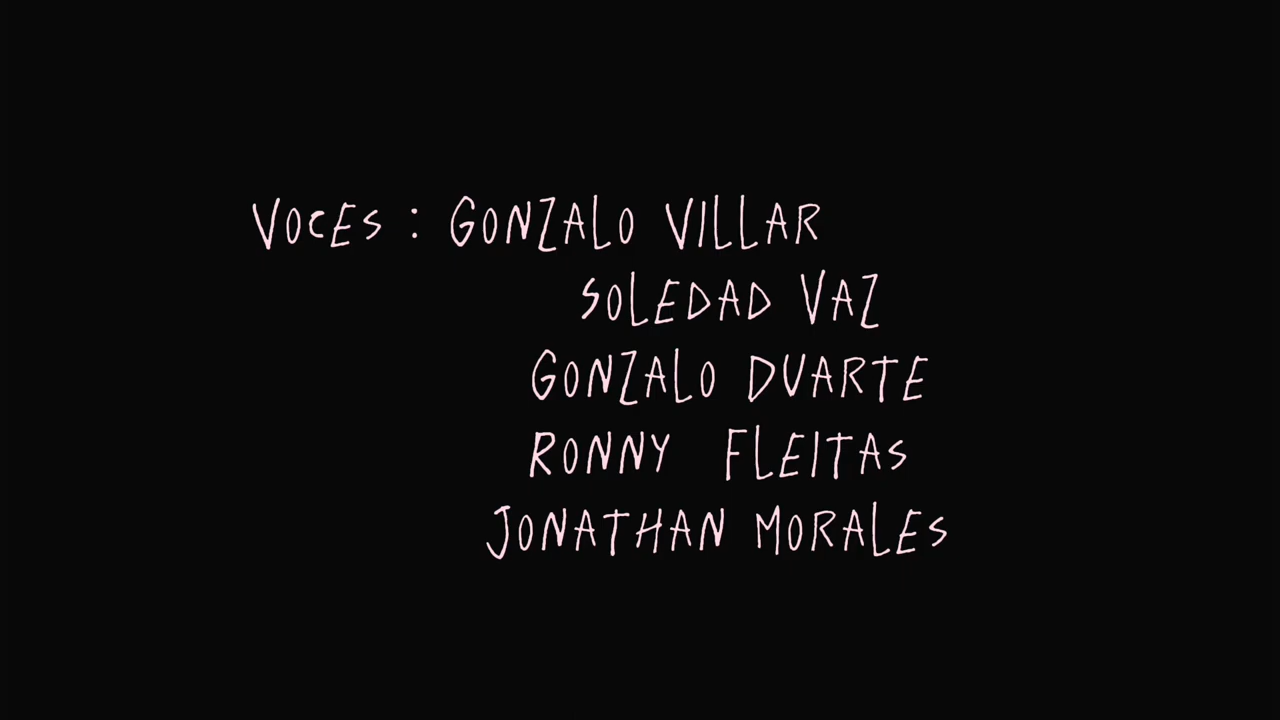 VOCES : GONZALO VILLAR
SOLEDAD VAZ
GONZALO DUARTE
RONNY FLEITAS
JONATHAN MORALES